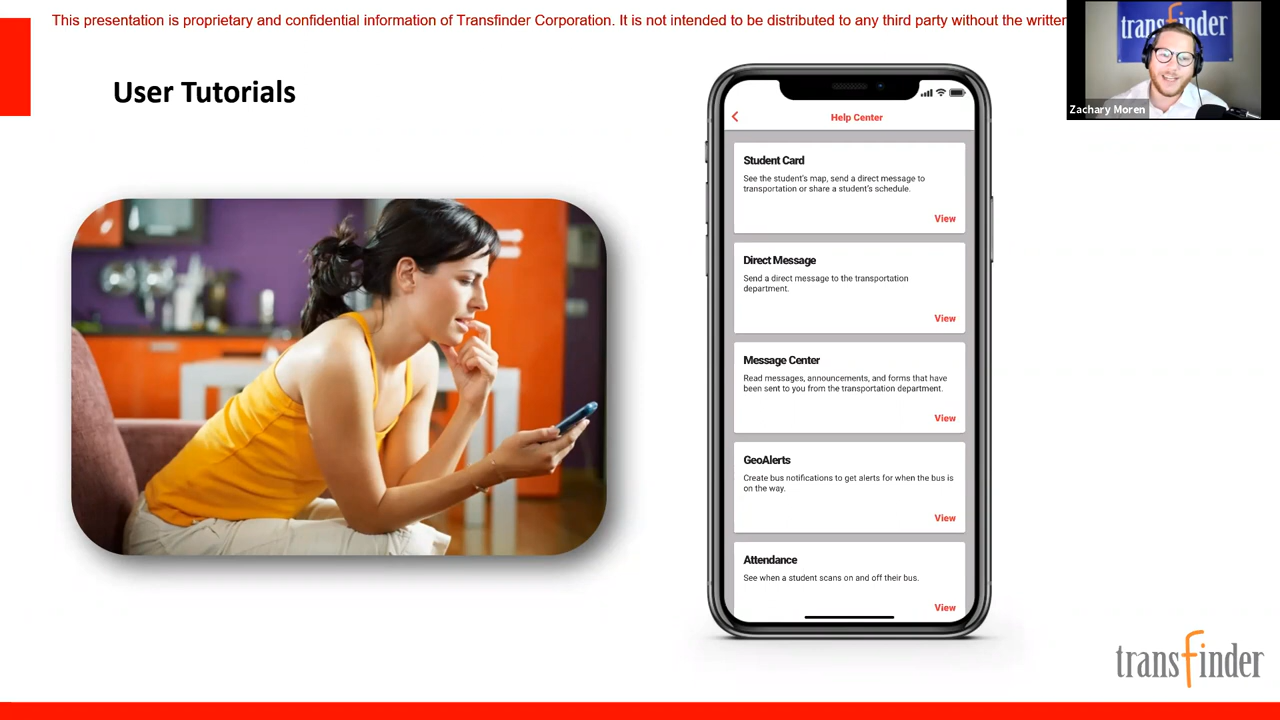 This presentation is proprietary and confidential information of Transfinder Corporation. It is not intended to be distributed to any third party without the written
transfinder
Zachary Moren
User Tutorials
Help Center
Student Card
See the student's map, send a direct message to
transportation or share a student's schedule.
View
Direct Message
Send a direct message to the transportation
department.
View
Message Center
Read messages, announcements, and forms that have
been sent to you from the transportation department.
View
GeoAlerts
Create bus notifications to get alerts for when the bus is
on the way.
View
Attendance
See when a student scans on and off their bus.
View
transfinder